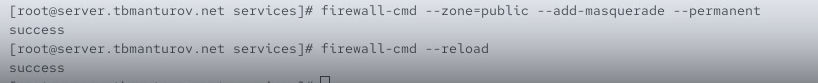 [root@server.tbmanturov.net services]# firewall-cmd --zone=public --add-masquerade --permanent
success
[root@server.tbmanturov.net services]# firewall-cmd --reload
success